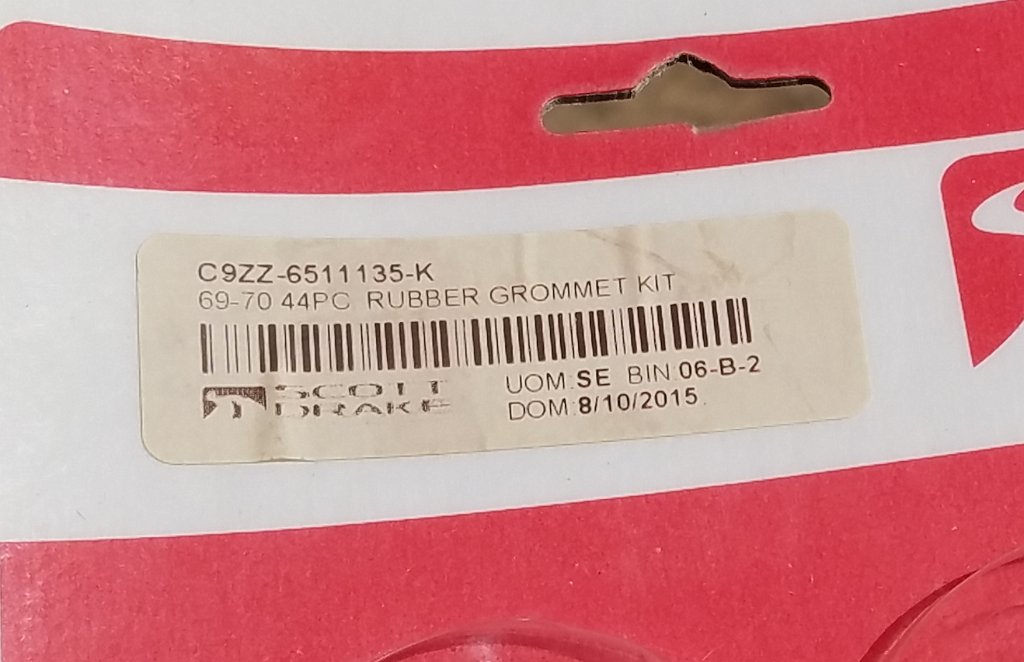 C9ZZ-6511135-K
69-70 44PC RUBBER GROMMET KIT
SCOTT
DRAKE
UOM:SE BIN:06-B-2
DOM:8/10/2015.